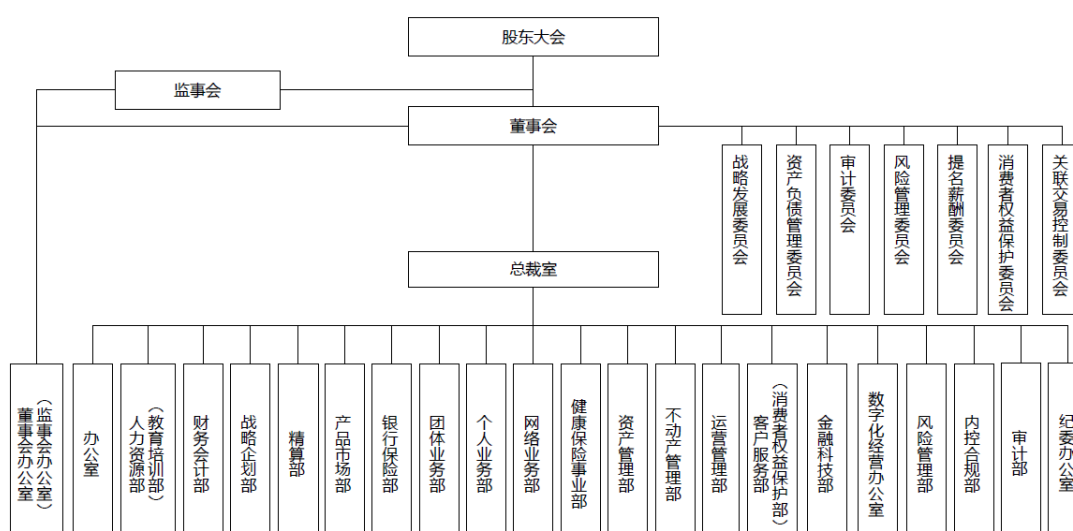 股东大会
监事会
董事会
战略发展委员会
资产负债管理委员会
审计委员会
风险管理委员会
提名薪酬委员会
消费者权益保护委员会
关联交易控制委员会
总裁室
董事会办公室
（监事会办公室）
办公室
人力资源部
（教育培训部）
财务会计部
战略企划部
精算部
产品市场部
银行保险部
团体业务部
个人业务部
网络业务部
健康保险事业部
资产管理部
不动产管理部
运营管理部
客户服务部
（消费者权益保护部）
金融科技部
数字化经营办公室
风险管理部
内控合规部
审计部
纪委办公室